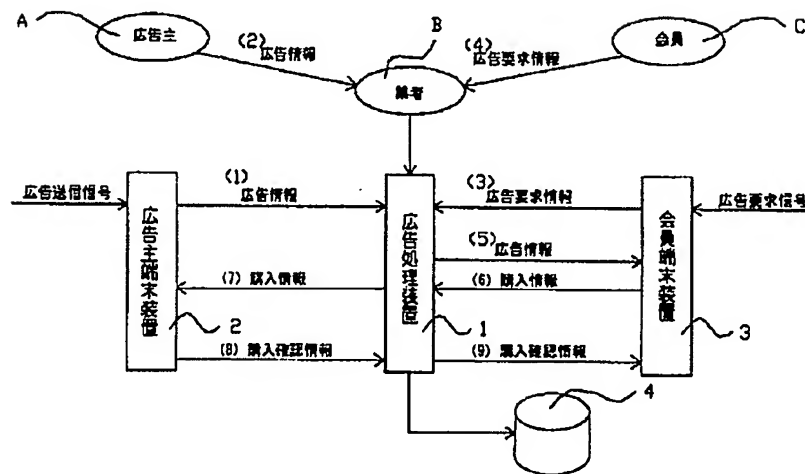 A
広告主
(2)
広告情報
B
業者
(4)
広告要求情報
会員
C
広告送信信号
(1)
広告情報
(3)
広告要求情報
広告要求信号
(5)
広告情報
(7) 購入情報
(6) 購入情報
広告主端末装置
2
広告処理装置
1
会員端末装置
3
(8) 購入確認情報
(9) 購入確認情報
4